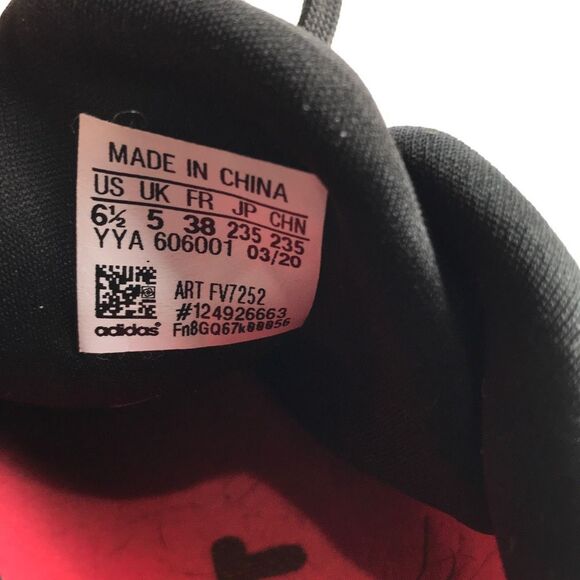 MADE IN CHINA
US UK FR JP CHN
6½ 5 38 235 235
YYA 606001 03/20
ART FV7252
#124926663
adidas Fn8GQ67k00056